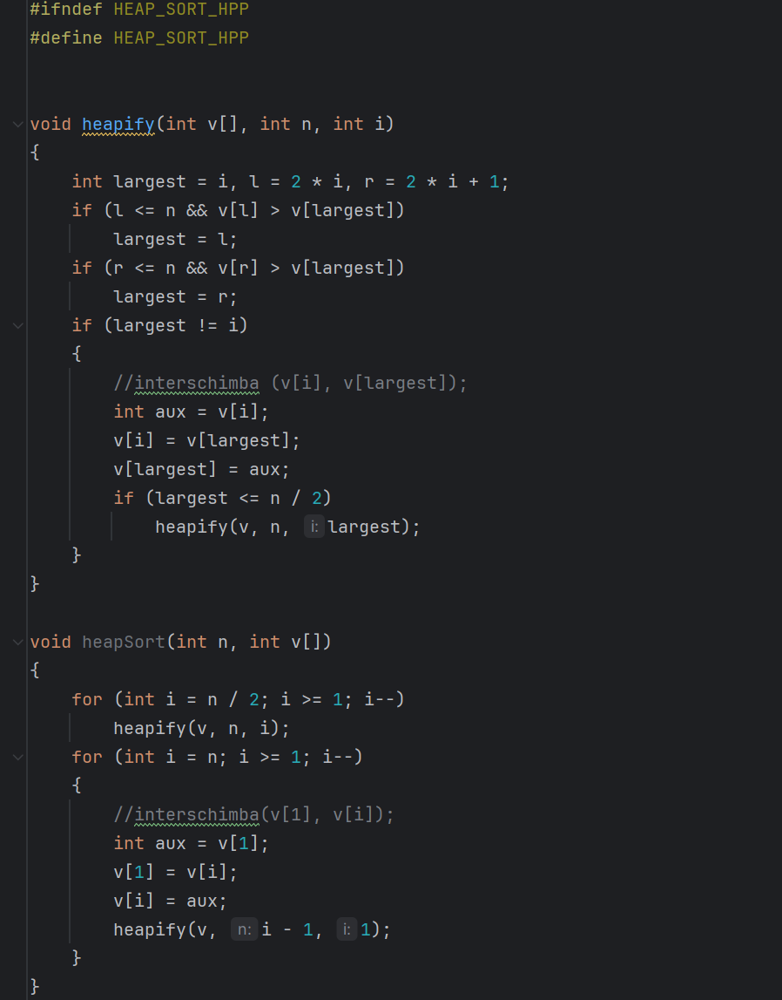 #ifndef HEAP_SORT_HPP
#define HEAP_SORT_HPP
void heapify(int v[], int n, int i)
{
    int largest = i, l = 2 * i, r = 2 * i + 1;
    if (l <= n && v[l] > v[largest])
        largest = l;
    if (r <= n && v[r] > v[largest])
        largest = r;
    if (largest != i)
    {
        //interschimba (v[i], v[largest]);
        int aux = v[i];
        v[i] = v[largest];
        v[largest] = aux;
        if (largest <= n / 2)
            heapify(v, n, i: largest);
    }
}
void heapSort(int n, int v[])
{
    for (int i = n / 2; i >= 1; i--)
        heapify(v, n, i);
    for (int i = n; i >= 1; i--)
    {
        //interschimba(v[1], v[i]);
        int aux = v[1];
        v[1] = v[i];
        v[i] = aux;
        heapify(v, n: i - 1, i: 1);
    }
}